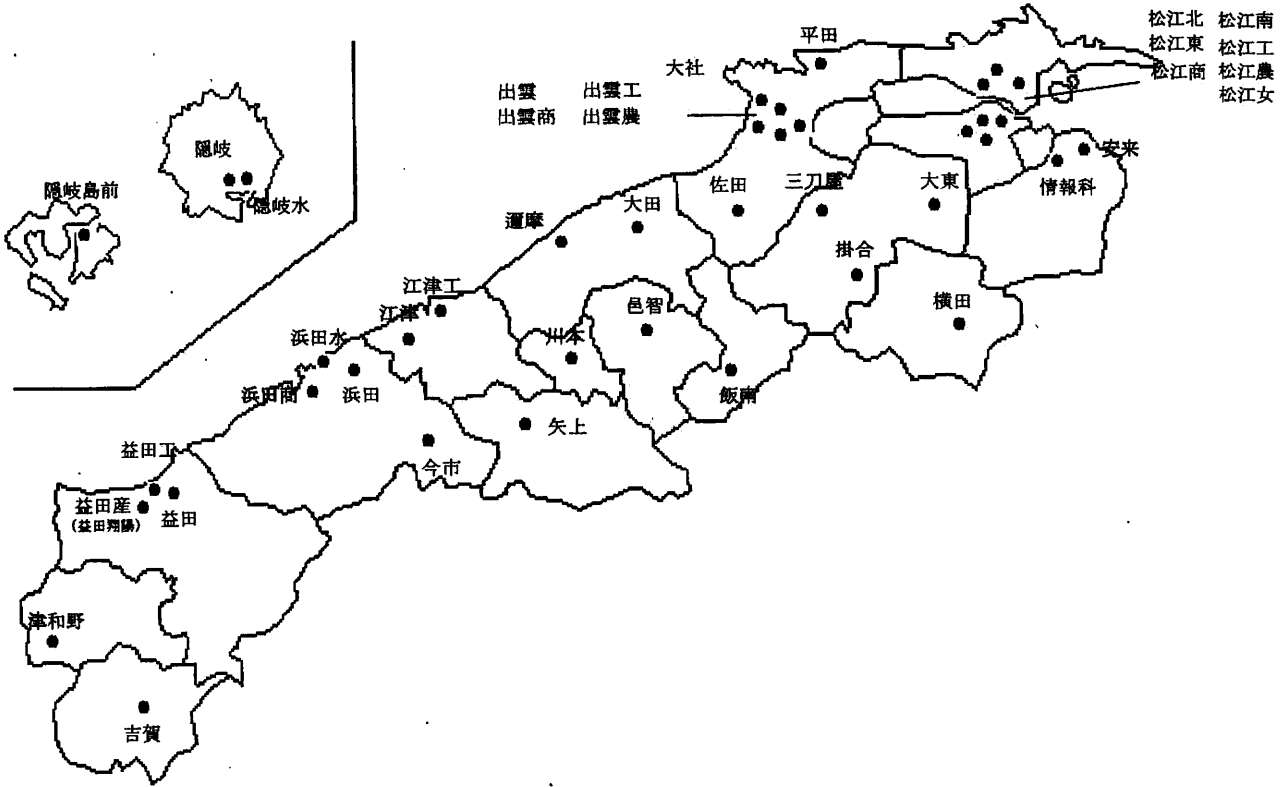 松江北 松江南
松江東 松江工
松江商 松江農
松江女
平田
大社
出雲 出雲工
出雲商 出雲農
隠岐
隠岐水
隠岐島前
安来
情報科
佐田
三刀屋
大東
大田
邇摩
掛合
横田
江津工
江津
邑智
川本
浜田水
浜田商
浜田
飯南
矢上
今市
益田工
益田産
(益田翔陽)
益田
津和野
吉賀